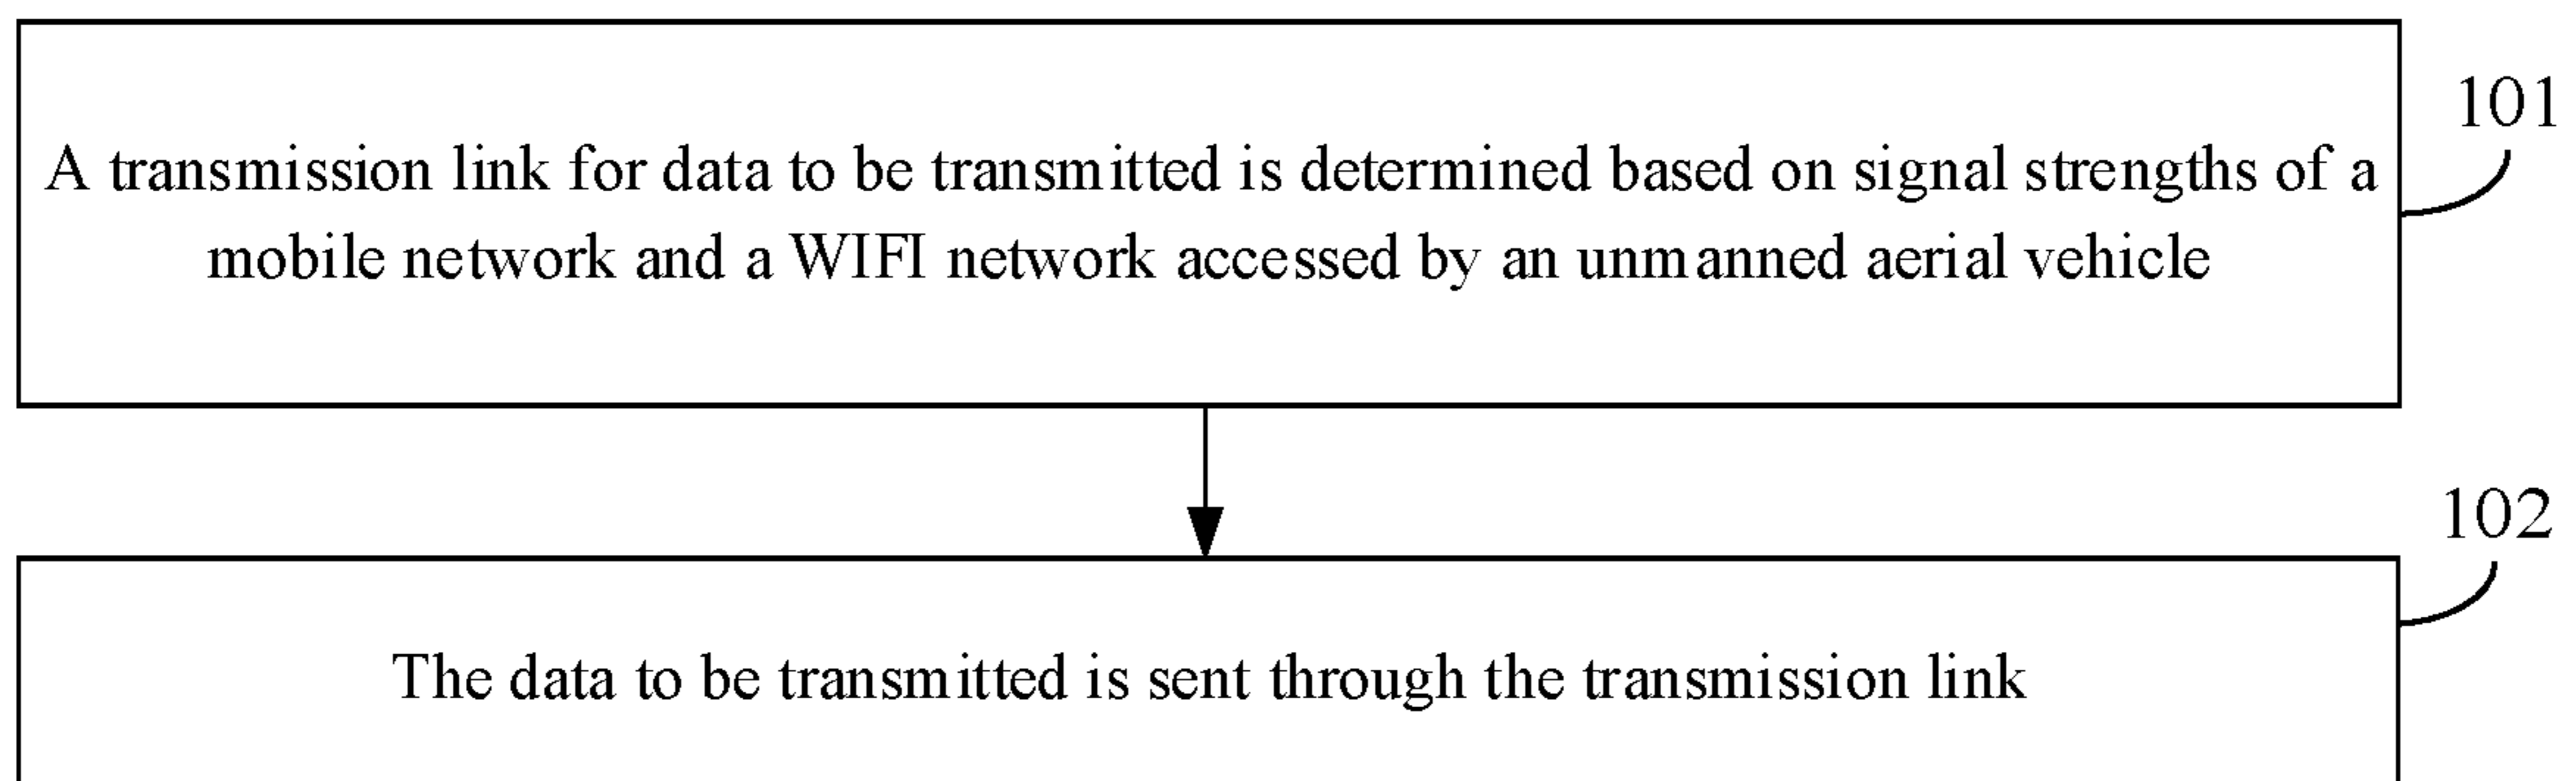 101
A transmission link for data to be transmitted is determined based on signal strengths of a
mobile network and a WIFI network accessed by an unmanned aerial vehicle
102
The data to be transmitted is sent through the transmission link